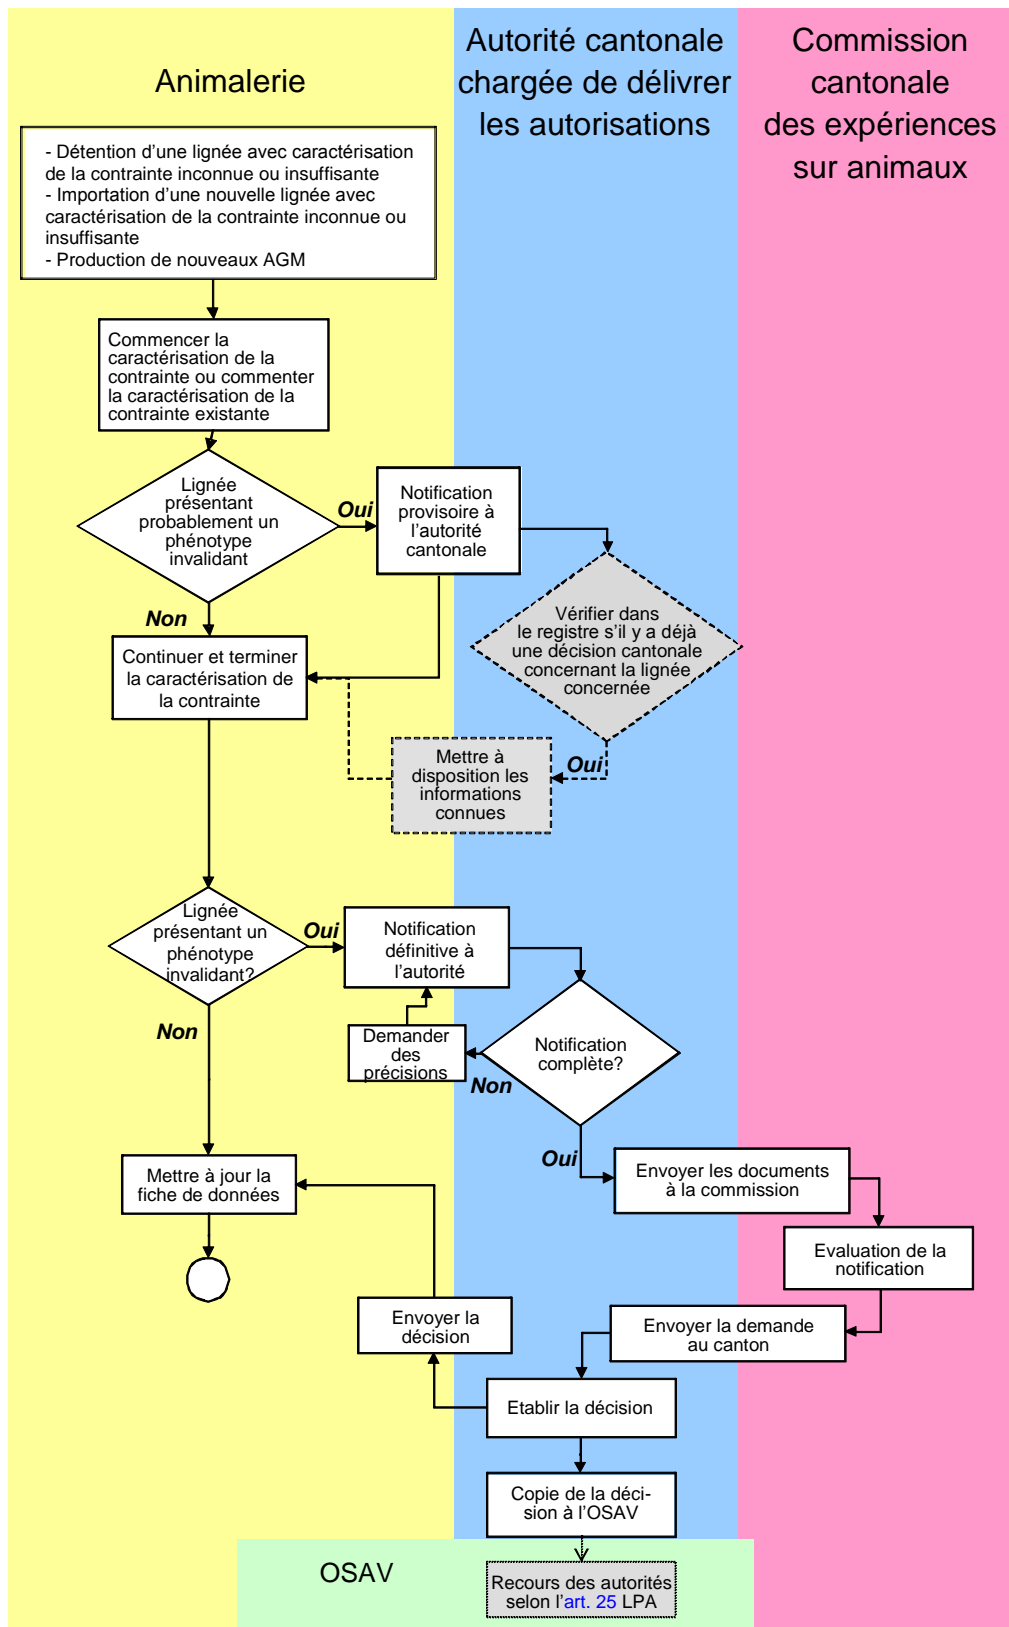 Animalerie
Autorité cantonale
chargée de délivrer
les autorisations
Commission
cantonale
des expériences
sur animaux
- Détention d’une lignée avec caractérisation
de la contrainte inconnue ou insuffisante
- Importation d’une nouvelle lignée avec
caractérisation de la contrainte inconnue ou
insuffisante
- Production de nouveaux AGM
Commencer la
caractérisation de la
contrainte ou commenter
la caractérisation de la
contrainte existante
Lignée
présentant
probablement un
phénotype
invalidant
Oui
Notification
provisoire à
l’autorité
cantonale
Non
Vérifier dans
le registre s’il y a déjà
une décision cantonale
concernant la lignée
concernée
Continuer et terminer
la caractérisation de
la contrainte
Oui
Mettre à
disposition les
informations
connues
Lignée
présentant un
phénotype
invalidant?
Oui
Notification
définitive à
l’autorité
Non
Demander
des
précisions
Non
Notification
complète?
Oui
Envoyer les documents
à la commission
Mettre à jour la
fiche de données
Evaluation de la
notification
Envoyer la
décision
Envoyer la demande
au canton
Etablir la décision
Copie de la déci-
sion à l’OSAV
OSAV
Recours des autorités
selon l’art. 25 LPA